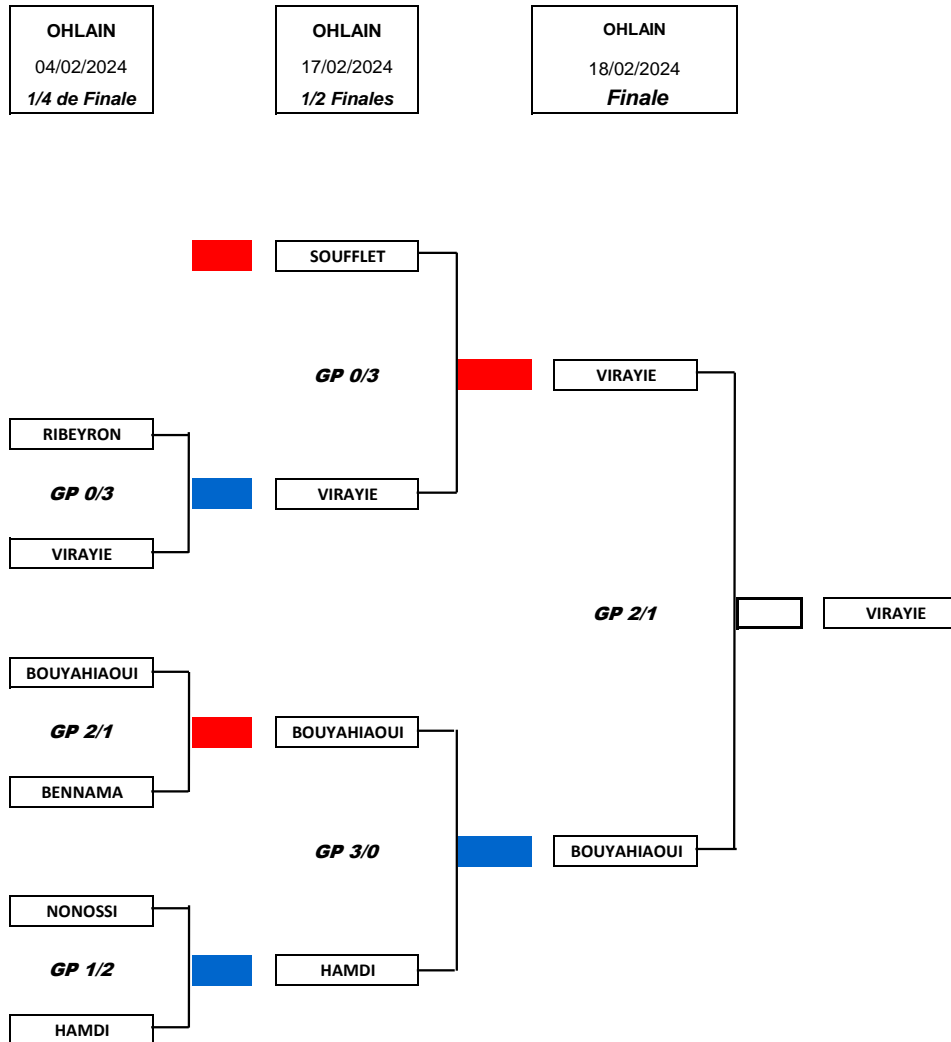 OHLAIN
04/02/2024
1/4 de Finale
OHLAIN
17/02/2024
1/2 Finales
OHLAIN
18/02/2024
Finale
SOUFFLET
GP 0/3
VIRAYIE
RIBEYRON
GP 0/3
VIRAYIE
VIRAYIE
GP 2/1
VIRAYIE
BOUYAHIAOUI
GP 2/1
BOUYAHIAOUI
BENNAMA
GP 3/0
BOUYAHIAOUI
NONOSSI
GP 1/2
HAMDI
HAMDI